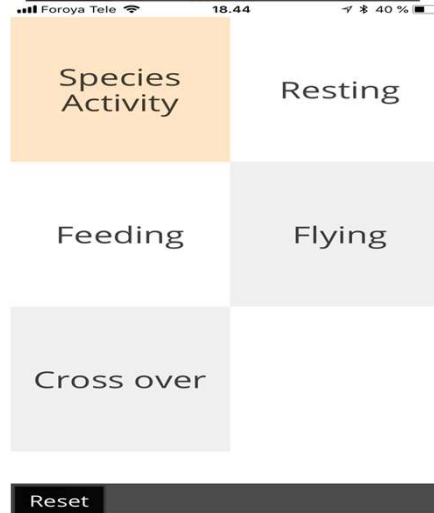 Foroya Tele 18.44 40 %
Species
Activity
Resting
Feeding
Flying
Cross over
Reset